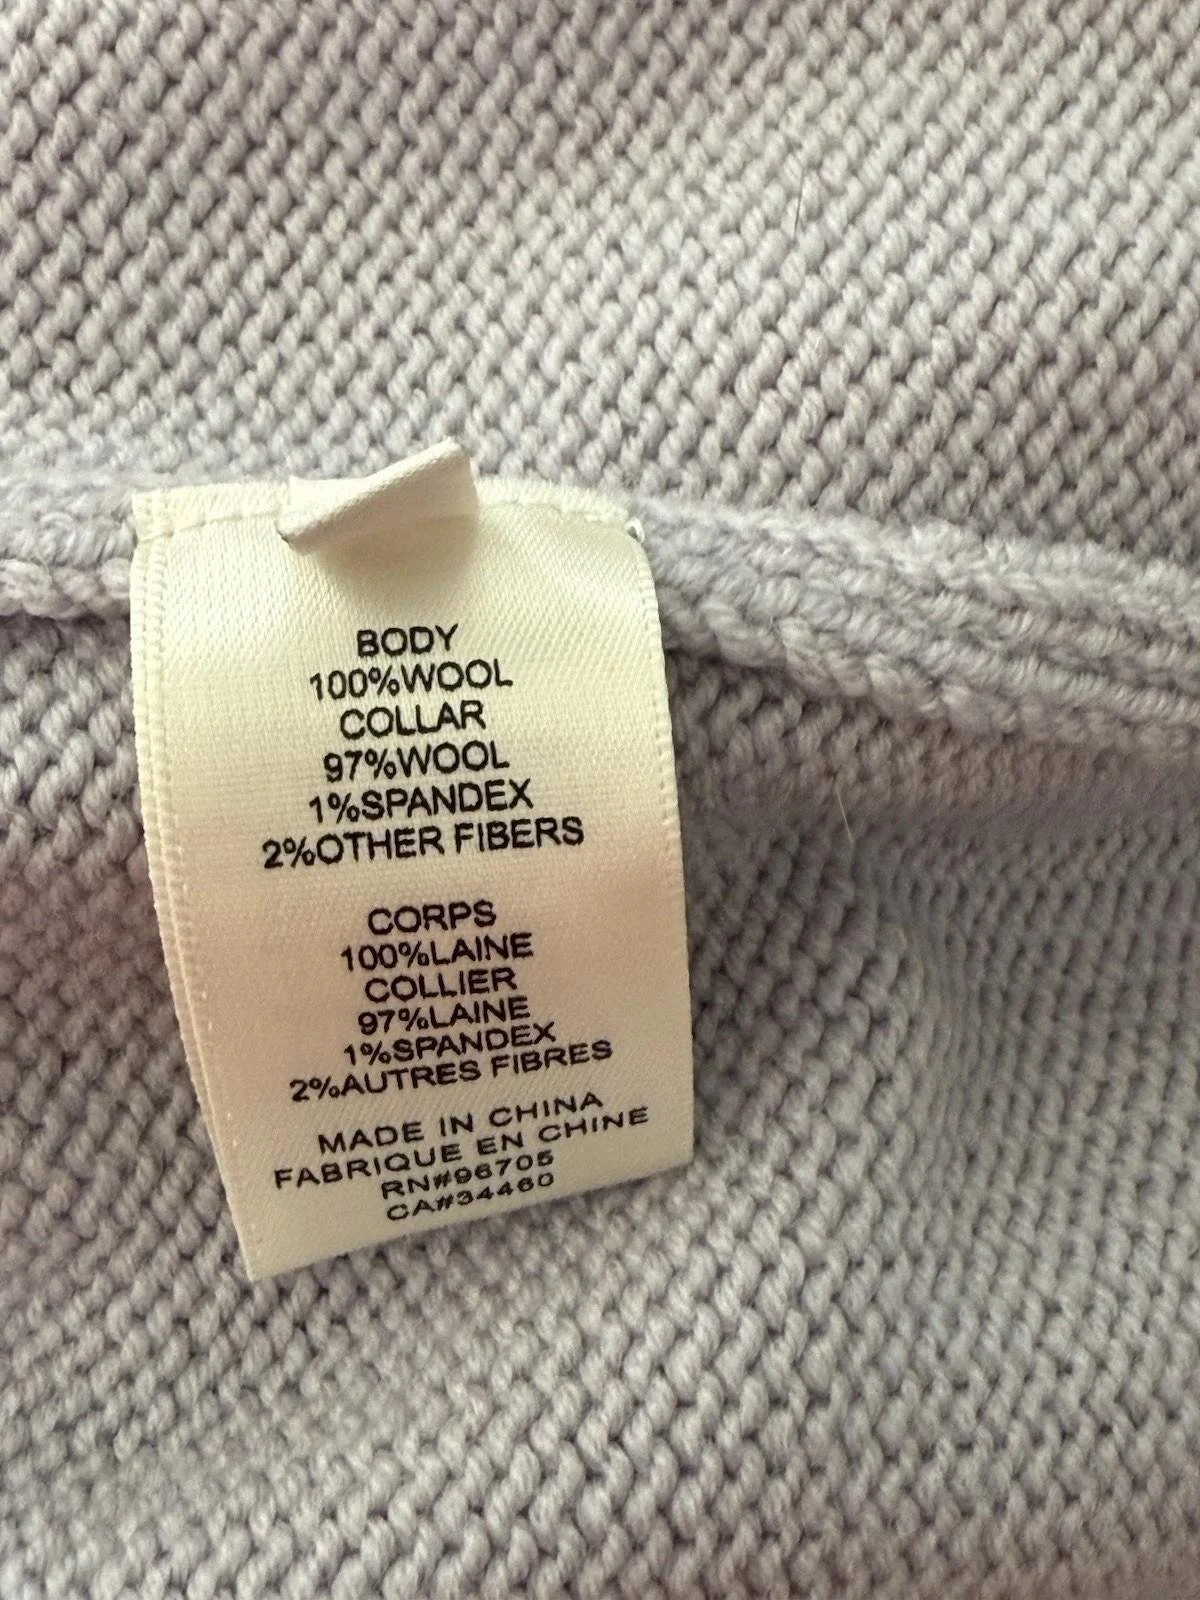 BODY
100%WOOL
COLLAR
97%WOOL
1%SPANDEX
2%OTHER FIBERS
CORPS
100%LAINE
COLLIER
97%LAINE
1%SPANDEX
2%AUTRES FIBRES
MADE IN CHINA
FABRIQUE EN CHINE
RN#96705
CA#34460